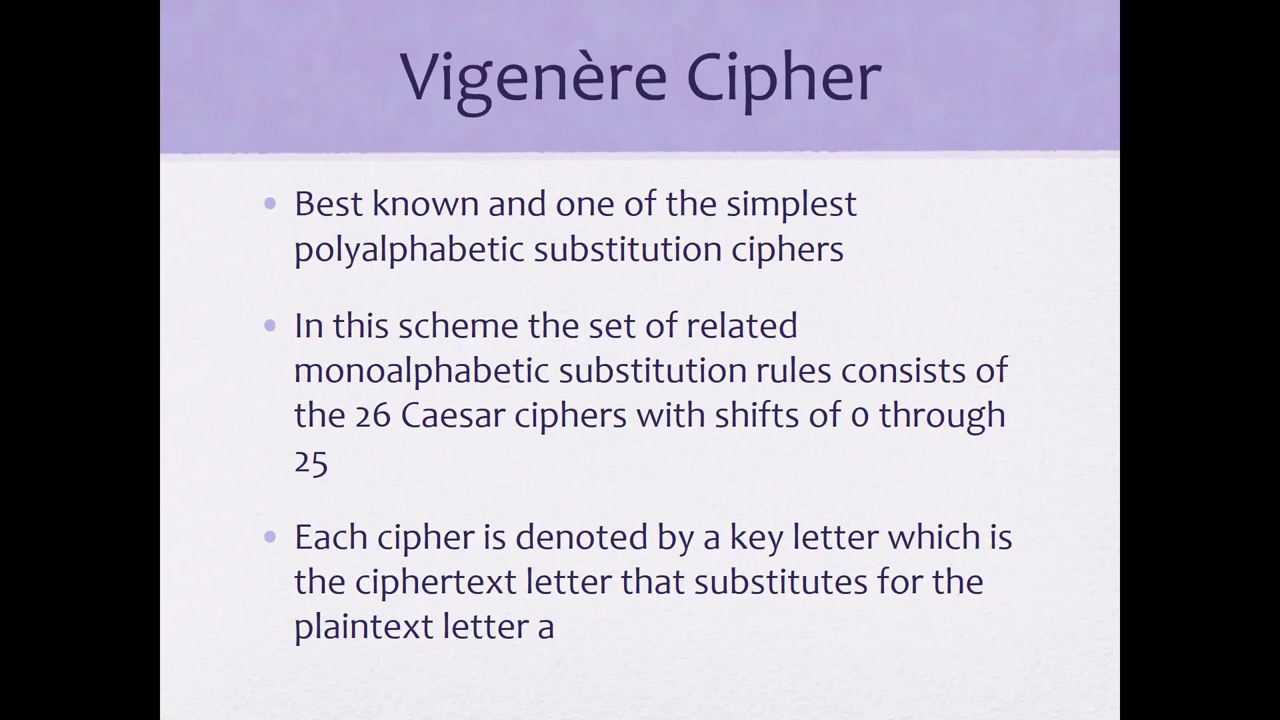 Vigenère Cipher
• Best known and one of the simplest
polyalphabetic substitution ciphers
• In this scheme the set of related
monoalphabetic substitution rules consists of
the 26 Caesar ciphers with shifts of 0 through
25
• Each cipher is denoted by a key letter which is
the ciphertext letter that substitutes for the
plaintext letter a